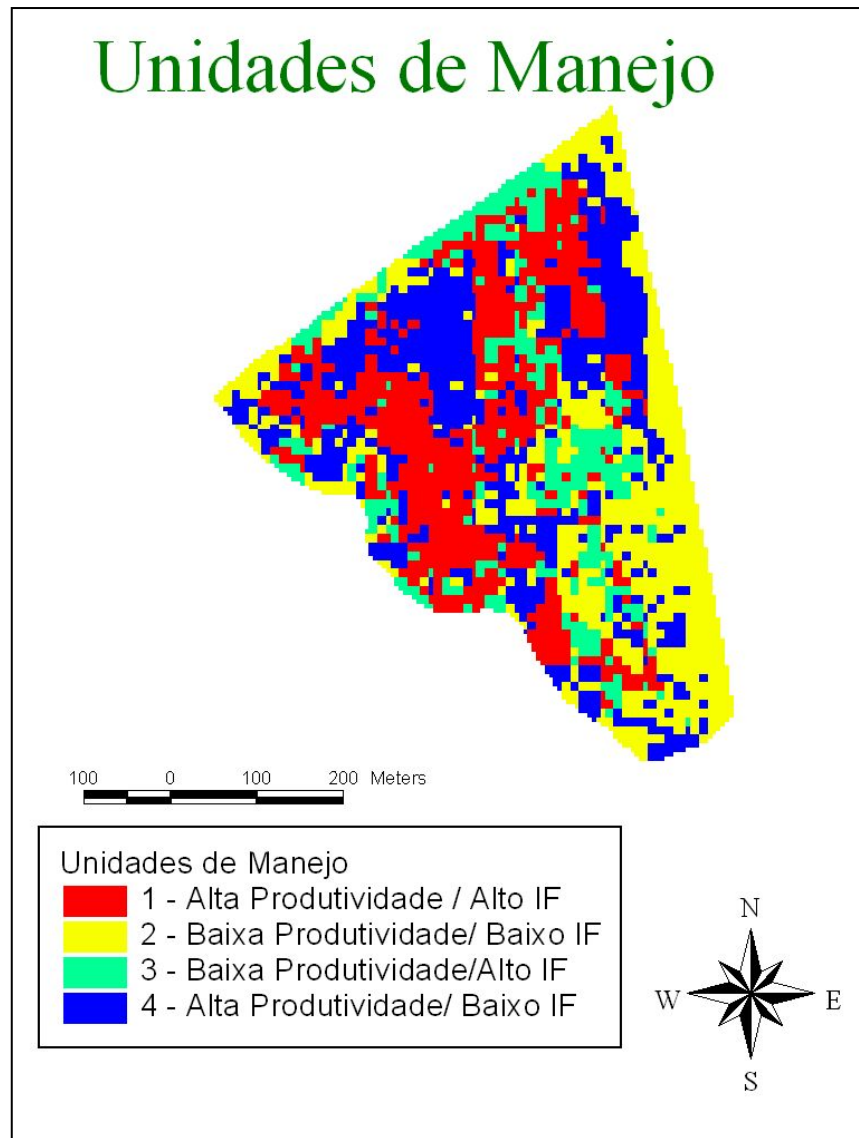 Unidades de Manejo
100 0 100 200 Meters
Unidades de Manejo
1 - Alta Produtividade / Alto IF
2 - Baixa Produtividade/ Baixo IF
3 - Baixa Produtividade/Alto IF
4 - Alta Produtividade/ Baixo IF
N
W E
S